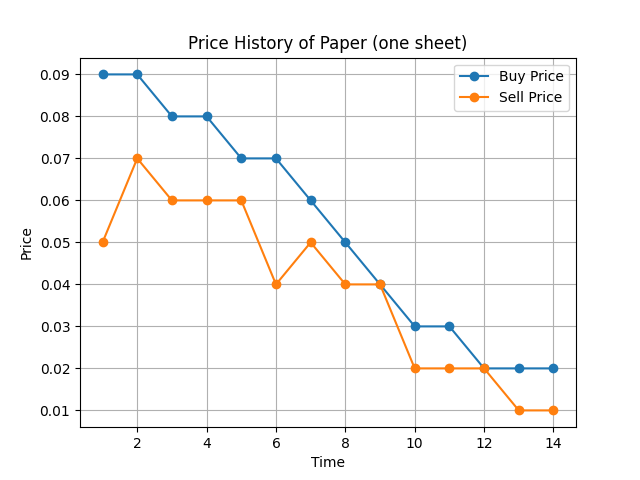 Price History of Paper (one sheet)
Buy Price
Sell Price
Price
0.09
0.08
0.07
0.06
0.05
0.04
0.03
0.02
0.01
2 4 6 8 10 12 14
Time